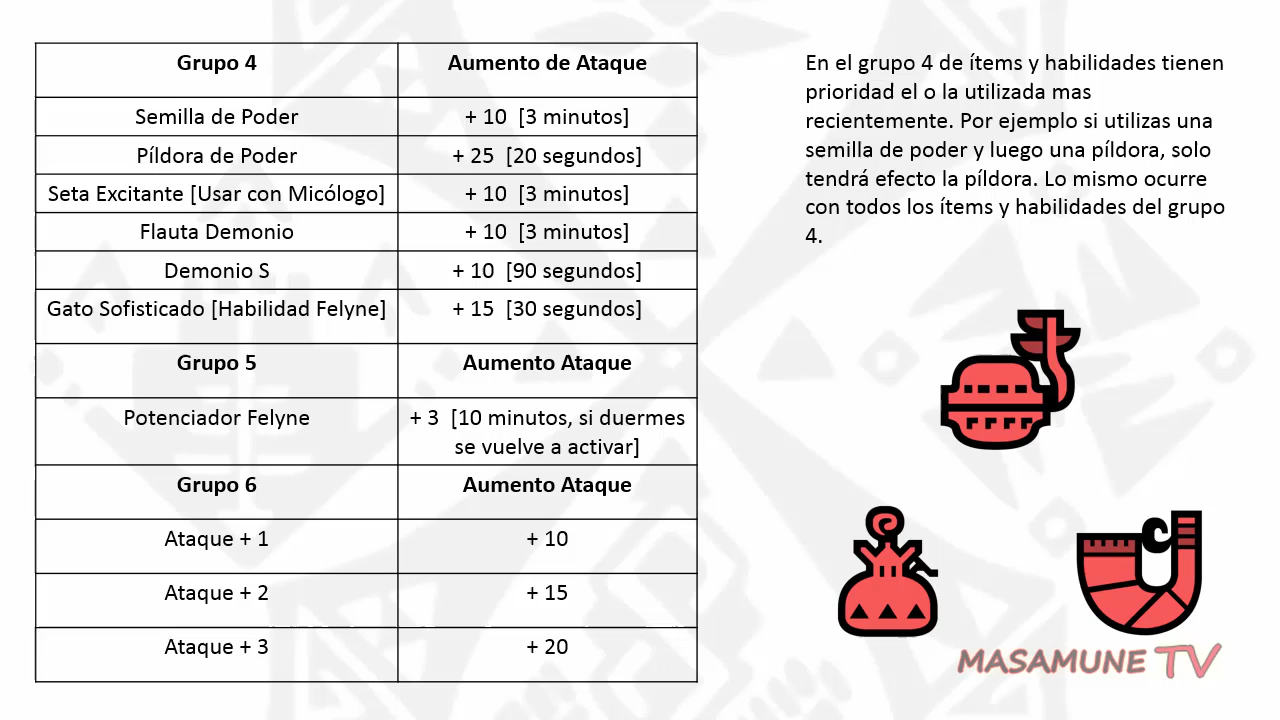 Grupo 4 Aumento de Ataque
Semilla de Poder + 10 [3 minutos]
Píldora de Poder + 25 [20 segundos]
Seta Excitante [Usar con Micólogo] + 10 [3 minutos]
Flauta Demonio + 10 [3 minutos]
Demonio S + 10 [90 segundos]
Gato Sofisticado [Habilidad Felyne] + 15 [30 segundos]
Grupo 5 Aumento Ataque
Potenciador Felyne + 3 [10 minutos, si duermes
se vuelve a activar]
Grupo 6 Aumento Ataque
Ataque + 1 + 10
Ataque + 2 + 15
Ataque + 3 + 20
En el grupo 4 de ítems y habilidades tienen
prioridad el o la utilizada mas
recientemente. Por ejemplo si utilizas una
semilla de poder y luego una píldora, solo
tendrá efecto la píldora. Lo mismo ocurre
con todos los ítems y habilidades del grupo
4.
MASAMUNE TV